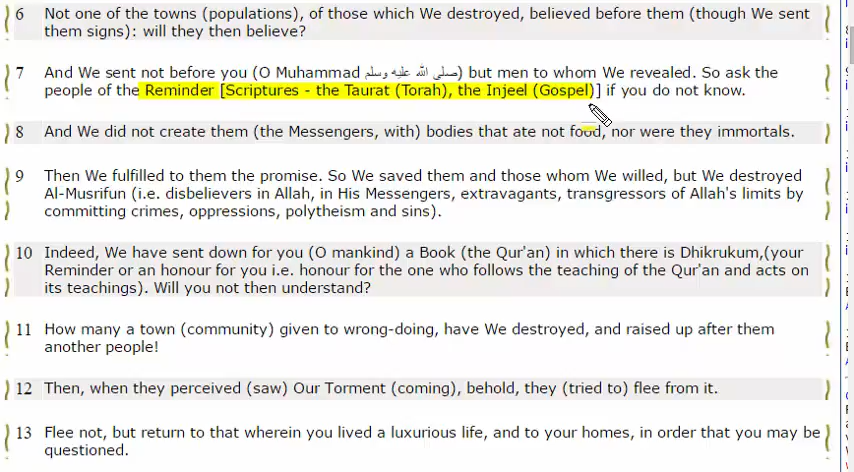 6 Not one of the towns (populations), of those which We destroyed, believed before them (though We sent
them signs): will they then believe?
7 And We sent not before you (O Muhammad صلى الله عليه وسلم) but men to whom We revealed. So ask the
people of the Reminder [Scriptures - the Taurat (Torah), the Injeel (Gospel)] if you do not know.
8 And We did not create them (the Messengers, with) bodies that ate not food, nor were they immortals.
9 Then We fulfilled to them the promise. So We saved them and those whom We willed, but We destroyed
Al-Musrifun (i.e. disbelievers in Allah, in His Messengers, extravagants, transgressors of Allah's limits by
committing crimes, oppressions, polytheism and sins).
10 Indeed, We have sent down for you (O mankind) a Book (the Qur'an) in which there is Dhikrukum,(your
Reminder or an honour for you i.e. honour for the one who follows the teaching of the Qur'an and acts on
its teachings). Will you not then understand?
11 How many a town (community) given to wrong-doing, have We destroyed, and raised up after them
another people!
12 Then, when they perceived (saw) Our Torment (coming), behold, they (tried to) flee from it.
13 Flee not, but return to that wherein you lived a luxurious life, and to your homes, in order that you may be
questioned.